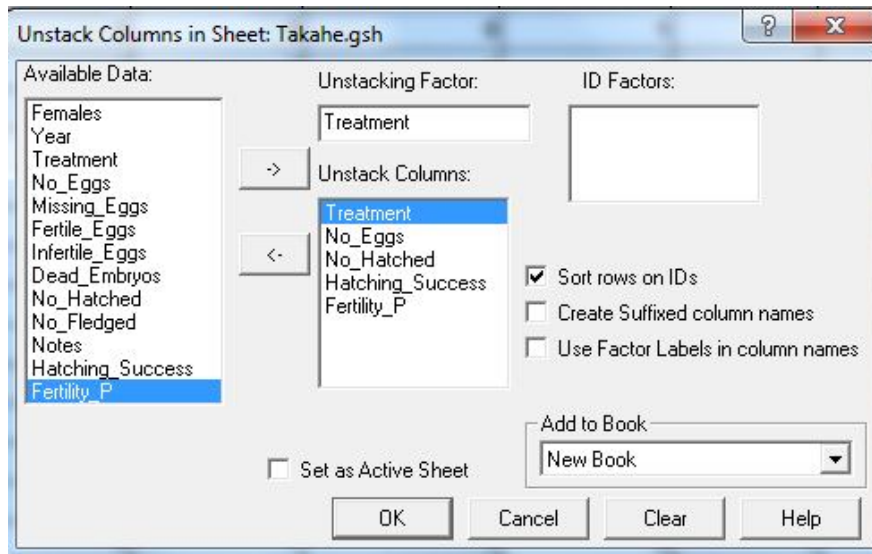 Unstack Columns in Sheet: Takahe.gsh
Available Data:
Females
Year
Treatment
No_Eggs
Missing_Eggs
Fertile_Eggs
Infertile_Eggs
Dead_Embryos
No_Hatched
No_Fledged
Notes
Hatching_Success
Fertility_P
->
<-
Unstacking Factor:
Treatment
Unstack Columns:
Treatment
No_Eggs
No_Hatched
Hatching_Success
Fertility_P
ID Factors:
Sort rows on IDs
Create Suffixed column names
Use Factor Labels in column names
Add to Book
New Book
Set as Active Sheet
OK
Cancel
Clear
Help